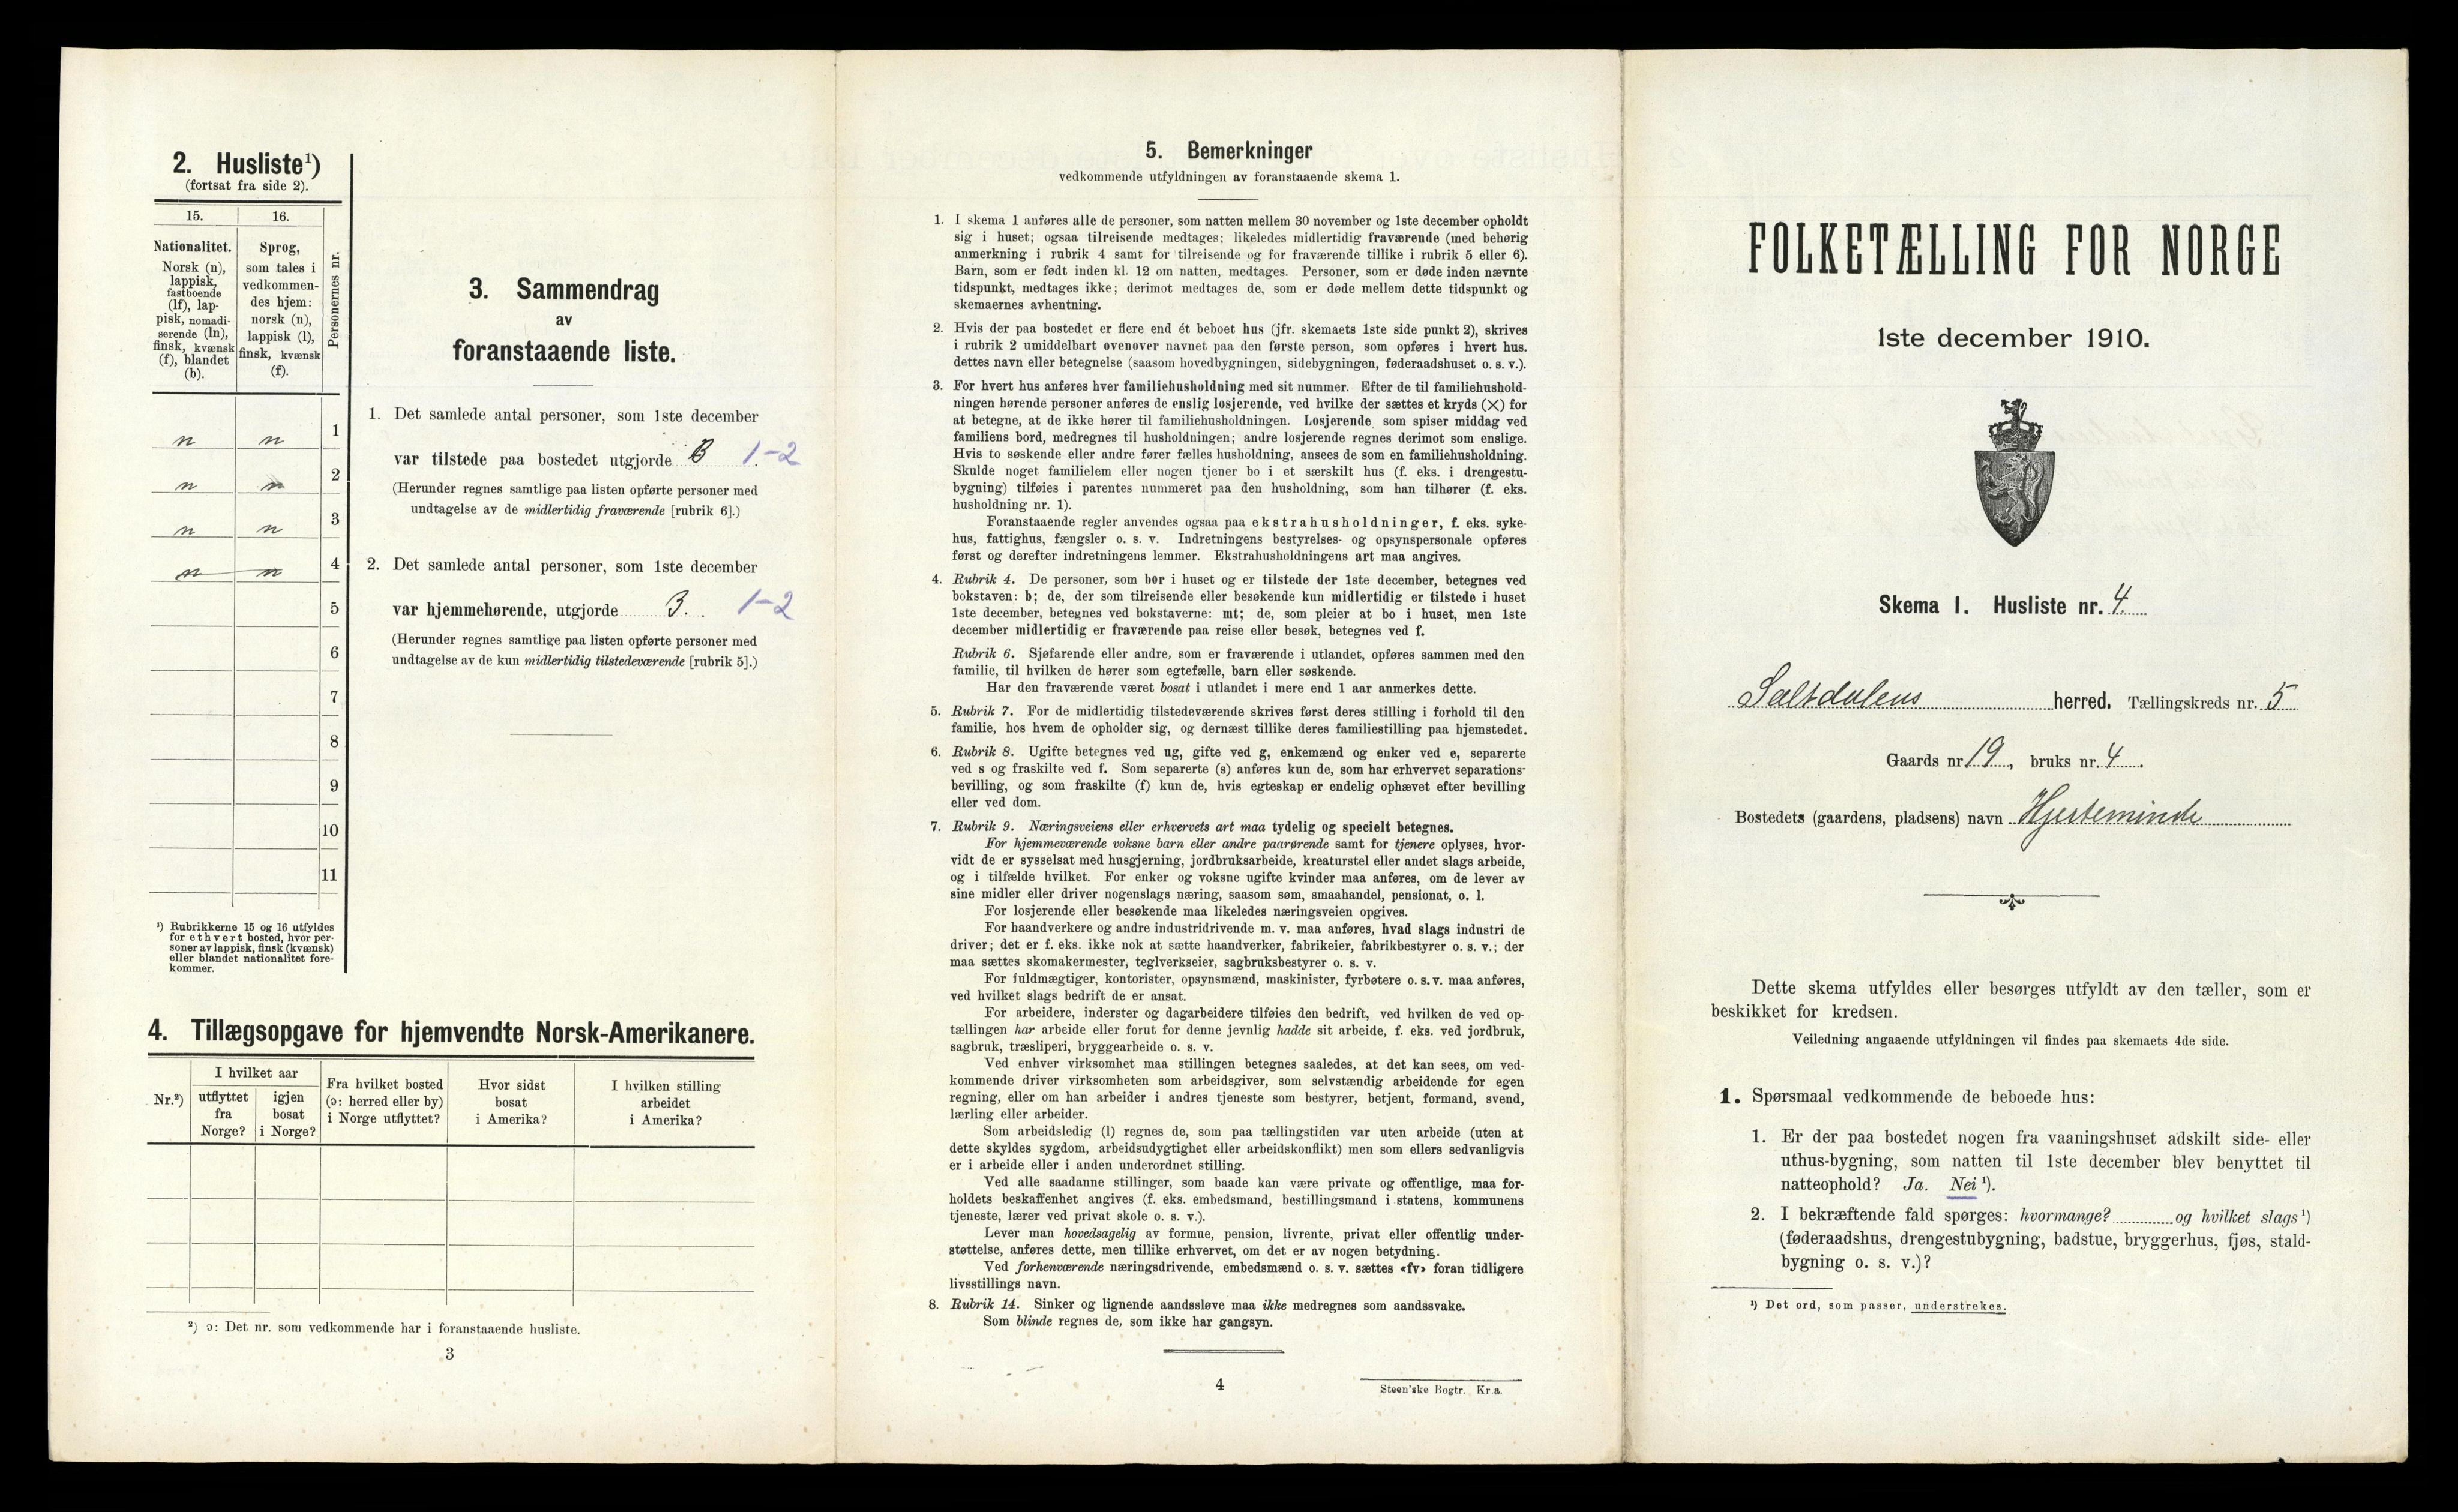 2. Husliste¹)
(fortsat fra side 2).
15. 16.
Personernes nr.
Nationalitet.
Norsk (n),
lappisk,
fastboende
(lf), lap-
pisk, nomadi-
serende (ln),
finsk, kvænsk
(f), blandet
(b).
Sprog,
som tales i
vedkommen-
des hjem:
norsk (n),
lappisk (l),
finsk, kvænsk
(f).
n n 1
n n 2
n n 3
n n 4
5
6
7
8
9
10
11
¹) Rubrikkerne 15 og 16 utfyldes
for ethvert bosted, hvor per-
soner av lappisk, finsk (kvænsk)
eller blandet nationalitet fore-
kommer.
3. Sammendrag
av
foranstaaende liste.
1. Det samlede antal personer, som 1ste december
var tilstede paa bostedet utgjorde 3 1-2
(Herunder regnes samtlige paa listen opførte personer med
undtagelse av de midlertidig fraværende [rubrik 6].)
2. Det samlede antal personer, som 1ste december
var hjemmehørende, utgjorde 3. 1-2
(Herunder regnes samtlige paa listen opførte personer med
undtagelse av de kun midlertidig tilstedeværende [rubrik 5].)
4. Tillægsopgave for hjemvendte Norsk-Amerikanere.
Nr.²)
I hvilket aar
utflyttet
fra
Norge?
igjen
bosat
i Norge?
Fra hvilket bosted
(ɔ: herred eller by)
i Norge utflyttet?
Hvor sidst
bosat
i Amerika?
I hvilken stilling
arbeidet
i Amerika?
²) ɔ: Det nr. som vedkommende har i foranstaaende husliste.
3
5. Bemerkninger
vedkommende utfyldningen av foranstaaende skema 1.
1. I skema 1 anføres alle de personer, som natten mellem 30 november og 1ste december opholdt
sig i huset; ogsaa tilreisende medtages; likeledes midlertidig fraværende (med behørig
anmerkning i rubrik 4 samt for tilreisende og for fraværende tillike i rubrik 5 eller 6).
Barn, som er født inden kl. 12 om natten, medtages. Personer, som er døde inden nævnte
tidspunkt, medtages ikke; derimot medtages de, som er døde mellem dette tidspunkt og
skemaernes avhentning.
2. Hvis der paa bostedet er flere end ét beboet hus (jfr. skemaets 1ste side punkt 2), skrives
i rubrik 2 umiddelbart ovenover navnet paa den første person, som opføres i hvert hus.
dettes navn eller betegnelse (saasom hovedbygningen, sidebygningen, føderaadshuset o. s. v.).
3. For hvert hus anføres hver familiehusholdning med sit nummer. Efter de til familiehushold-
ningen hørende personer anføres de enslig losjerende, ved hvilke der sættes et kryds (×) for
at betegne, at de ikke hører til familiehusholdningen. Losjerende som spiser middag ved
familiens bord, medregnes til husholdningen; andre losjerende regnes derimot som enslige.
Hvis to søskende eller andre fører fælles husholdning, ansees de som en familiehusholdning.
Skulde noget familielem eller nogen tjener bo i et særskilt hus (f. eks. i drengestu-
bygning) tilføies i parentes nummeret paa den husholdning, som han tilhører (f. eks.
husholdning nr. 1).
Foranstaaende regler anvendes ogsaa paa ekstrahusholdninger, f. eks. syke-
hus, fattighus, fængsler o. s. v. Indretningens bestyrelses- og opsynspersonale opføres
først og derefter indretningens lemmer. Ekstrahusholdningens art maa angives.
4. Rubrik 4. De personer, som bor i huset og er tilstede der 1ste december, betegnes ved
bokstaven: b; de, der som tilreisende eller besøkende kun midlertidig er tilstede i huset
1ste december, betegnes ved bokstaverne: mt; de, som pleier at bo i huset, men 1ste
december midlertidig er fraværende paa reise eller besøk, betegnes ved f.
Rubrik 6. Sjøfarende eller andre, som er fraværende i utlandet, opføres sammen med den
familie, til hvilken de hører som egtefælle, barn eller søskende.
Har den fraværende været bosat i utlandet i mere end 1 aar anmerkes dette.
5. Rubrik 7. For de midlertidig tilstedeværende skrives først deres stilling i forhold til den
familie, hos hvem de opholder sig, og dernæst tillike deres familiestilling paa hjemstedet.
6. Rubrik 8. Ugifte betegnes ved ug, gifte ved g, enkemænd og enker ved e, separerte
ved s og fraskilte ved f. Som separerte (s) anføres kun de, som har erhvervet separations-
bevilling, og som fraskilte (f) kun de, hvis egteskap er endelig ophævet efter bevilling
eller ved dom.
7. Rubrik 9. Næringsveiens eller erhvervets art maa tydelig og specielt betegnes.
For hjemmeværende voksne barn eller andre paarørende samt for tjenere oplyses, hvor-
vidt de er sysselsat med husgjerning, jordbruksarbeide, kreaturstel eller andet slags arbeide,
og i tilfælde hvilket. For enker og voksne ugifte kvinder maa anføres, om de lever av
sine midler eller driver nogenslags næring, saasom søm, smaahandel, pensionat, o. l.
For losjerende eller besøkende maa likeledes næringsveien opgives.
For haandverkere og andre industridrivende m. v. maa anføres, hvad slags industri de
driver; det er f. eks. ikke nok at sætte haandverker, fabrikeier, fabrikbestyrer o. s. v.; der
maa sættes skomakermester, teglverkseier, sagbruksbestyrer o. s. v.
For fuldmægtiger, kontorister, opsynsmænd, maskinister, fyrbøtere o. s. v. maa anføres,
ved hvilket slags bedrift de er ansat.
For arbeidere, inderster og dagarbeidere tilføies den bedrift, ved hvilken de ved op-
tællingen har arbeide eller forut for denne jevnlig hadde sit arbeide, f. eks. ved jordbruk,
sagbruk, træsliperi, bryggearbeide o. s. v.
Ved enhver virksomhet maa stillingen betegnes saaledes, at det kan sees, om ved-
kommende driver virksomheten som arbeidsgiver, som selvstændig arbeidende for egen
regning, eller om han arbeider i andres tjeneste som bestyrer, betjent, formand, svend,
lærling eller arbeider.
Som arbeidsledig (l) regnes de, som paa tællingstiden var uten arbeide (uten at
dette skyldes sygdom, arbeidsudygtighet eller arbeidskonflikt) men som ellers sedvanligvis
er i arbeide eller i anden underordnet stilling.
Ved alle saadanne stillinger, som baade kan være private og offentlige, maa for-
holdets beskaffenhet angives (f. eks. embedsmand, bestillingsmand i statens, kommunens
tjeneste, lærer ved privat skole o. s. v.).
Lever man hovedsagelig av formue, pension, livrente, privat eller offentlig under-
støttelse, anføres dette, men tillike erhvervet, om det er av nogen betydning.
Ved forhenværende næringsdrivende, embedsmænd o. s. v. sættes «fv» foran tidligere
livsstillings navn.
8. Rubrik 14. Sinker og lignende aandssløve maa ikke medregnes som aandssvake.
Som blinde regnes de, som ikke har gangsyn.
4
Steen'ske Bogtr. Kr.a.
FOLKETÆLLING FOR NORGE
1ste december 1910.
Skema 1. Husliste nr. 4.
Saltdalens herred. Tællingskreds nr. 5
Gaards nr. 19, bruks nr. 4.
Bostedets (gaardens, pladsens) navn Hjerteminde
Dette skema utfyldes eller besørges utfyldt av den tæller, som er
beskikket for kredsen.
Veiledning angaaende utfyldningen vil findes paa skemaets 4de side.
1. Spørsmaal vedkommende de beboede hus:
1. Er der paa bostedet nogen fra vaaningshuset adskilt side- eller
uthus-bygning, som natten til 1ste december blev benyttet til
natteophold? Ja. Nei ¹).
2. I bekræftende fald spørges: hvormange? og hvilket slags ¹)
(føderaadshus, drengestubygning, badstue, bryggerhus, fjøs, stald-
bygning o. s. v.)?
¹) Det ord, som passer, understrekes.